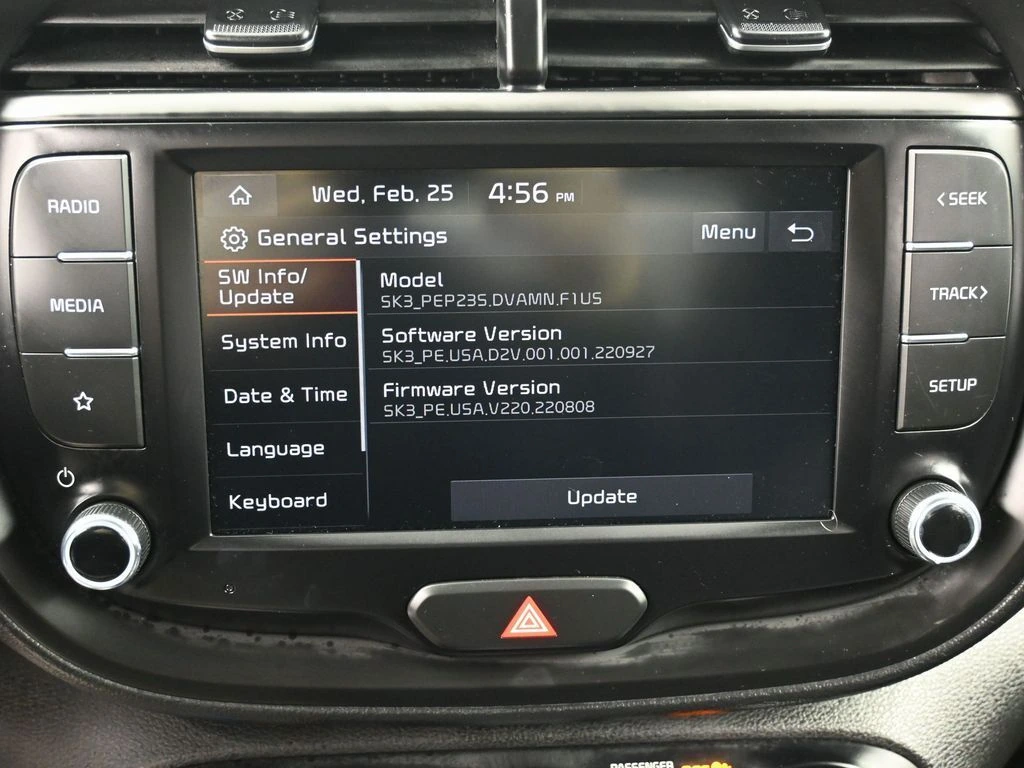 Wed, Feb. 25 4:56 PM
RADIO
<SEEK
General Settings
Menu
SW Info/
Update
Model
SK3_PEP23S.DVAMN.F1US
MEDIA
TRACK>
System Info
Software Version
SK3_PE.USA.D2V.001.001.220927
Date & Time
Firmware Version
SK3_PE.USA.V220.220808
SETUP
Language
Keyboard
Update
PASSENGER